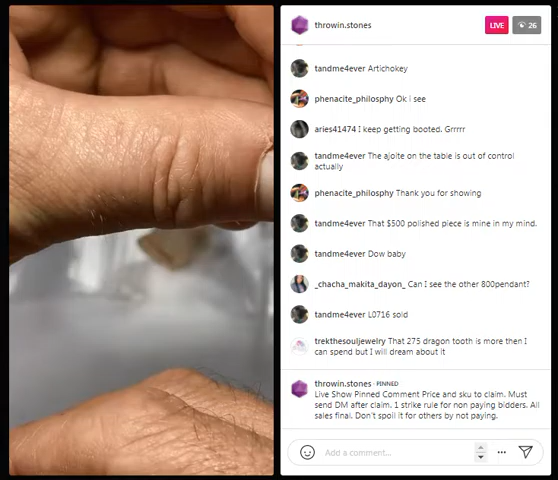 throwin.stones
LIVE
26
tandme4ever Artichokey
phenacite_philosphy Ok i see
aries41474 I keep getting booted. Grrrrr
tandme4ever The ajoite on the table is out of control
actually
phenacite_philosphy Thank you for showing
tandme4ever That $500 polished piece is mine in my mind.
tandme4ever Dow baby
_chacha_makita_dayon_ Can I see the other 800pendant?
tandme4ever L0716 sold
trekthesouljewelry That 275 dragon tooth is more then I
can spend but I will dream about it
throwin.stones · PINNED
Live Show Pinned Comment Price and sku to claim. Must
send DM after claim. 1 strike rule for non paying bidders. All
sales final. Don't spoil it for others by not paying.
Add a comment...